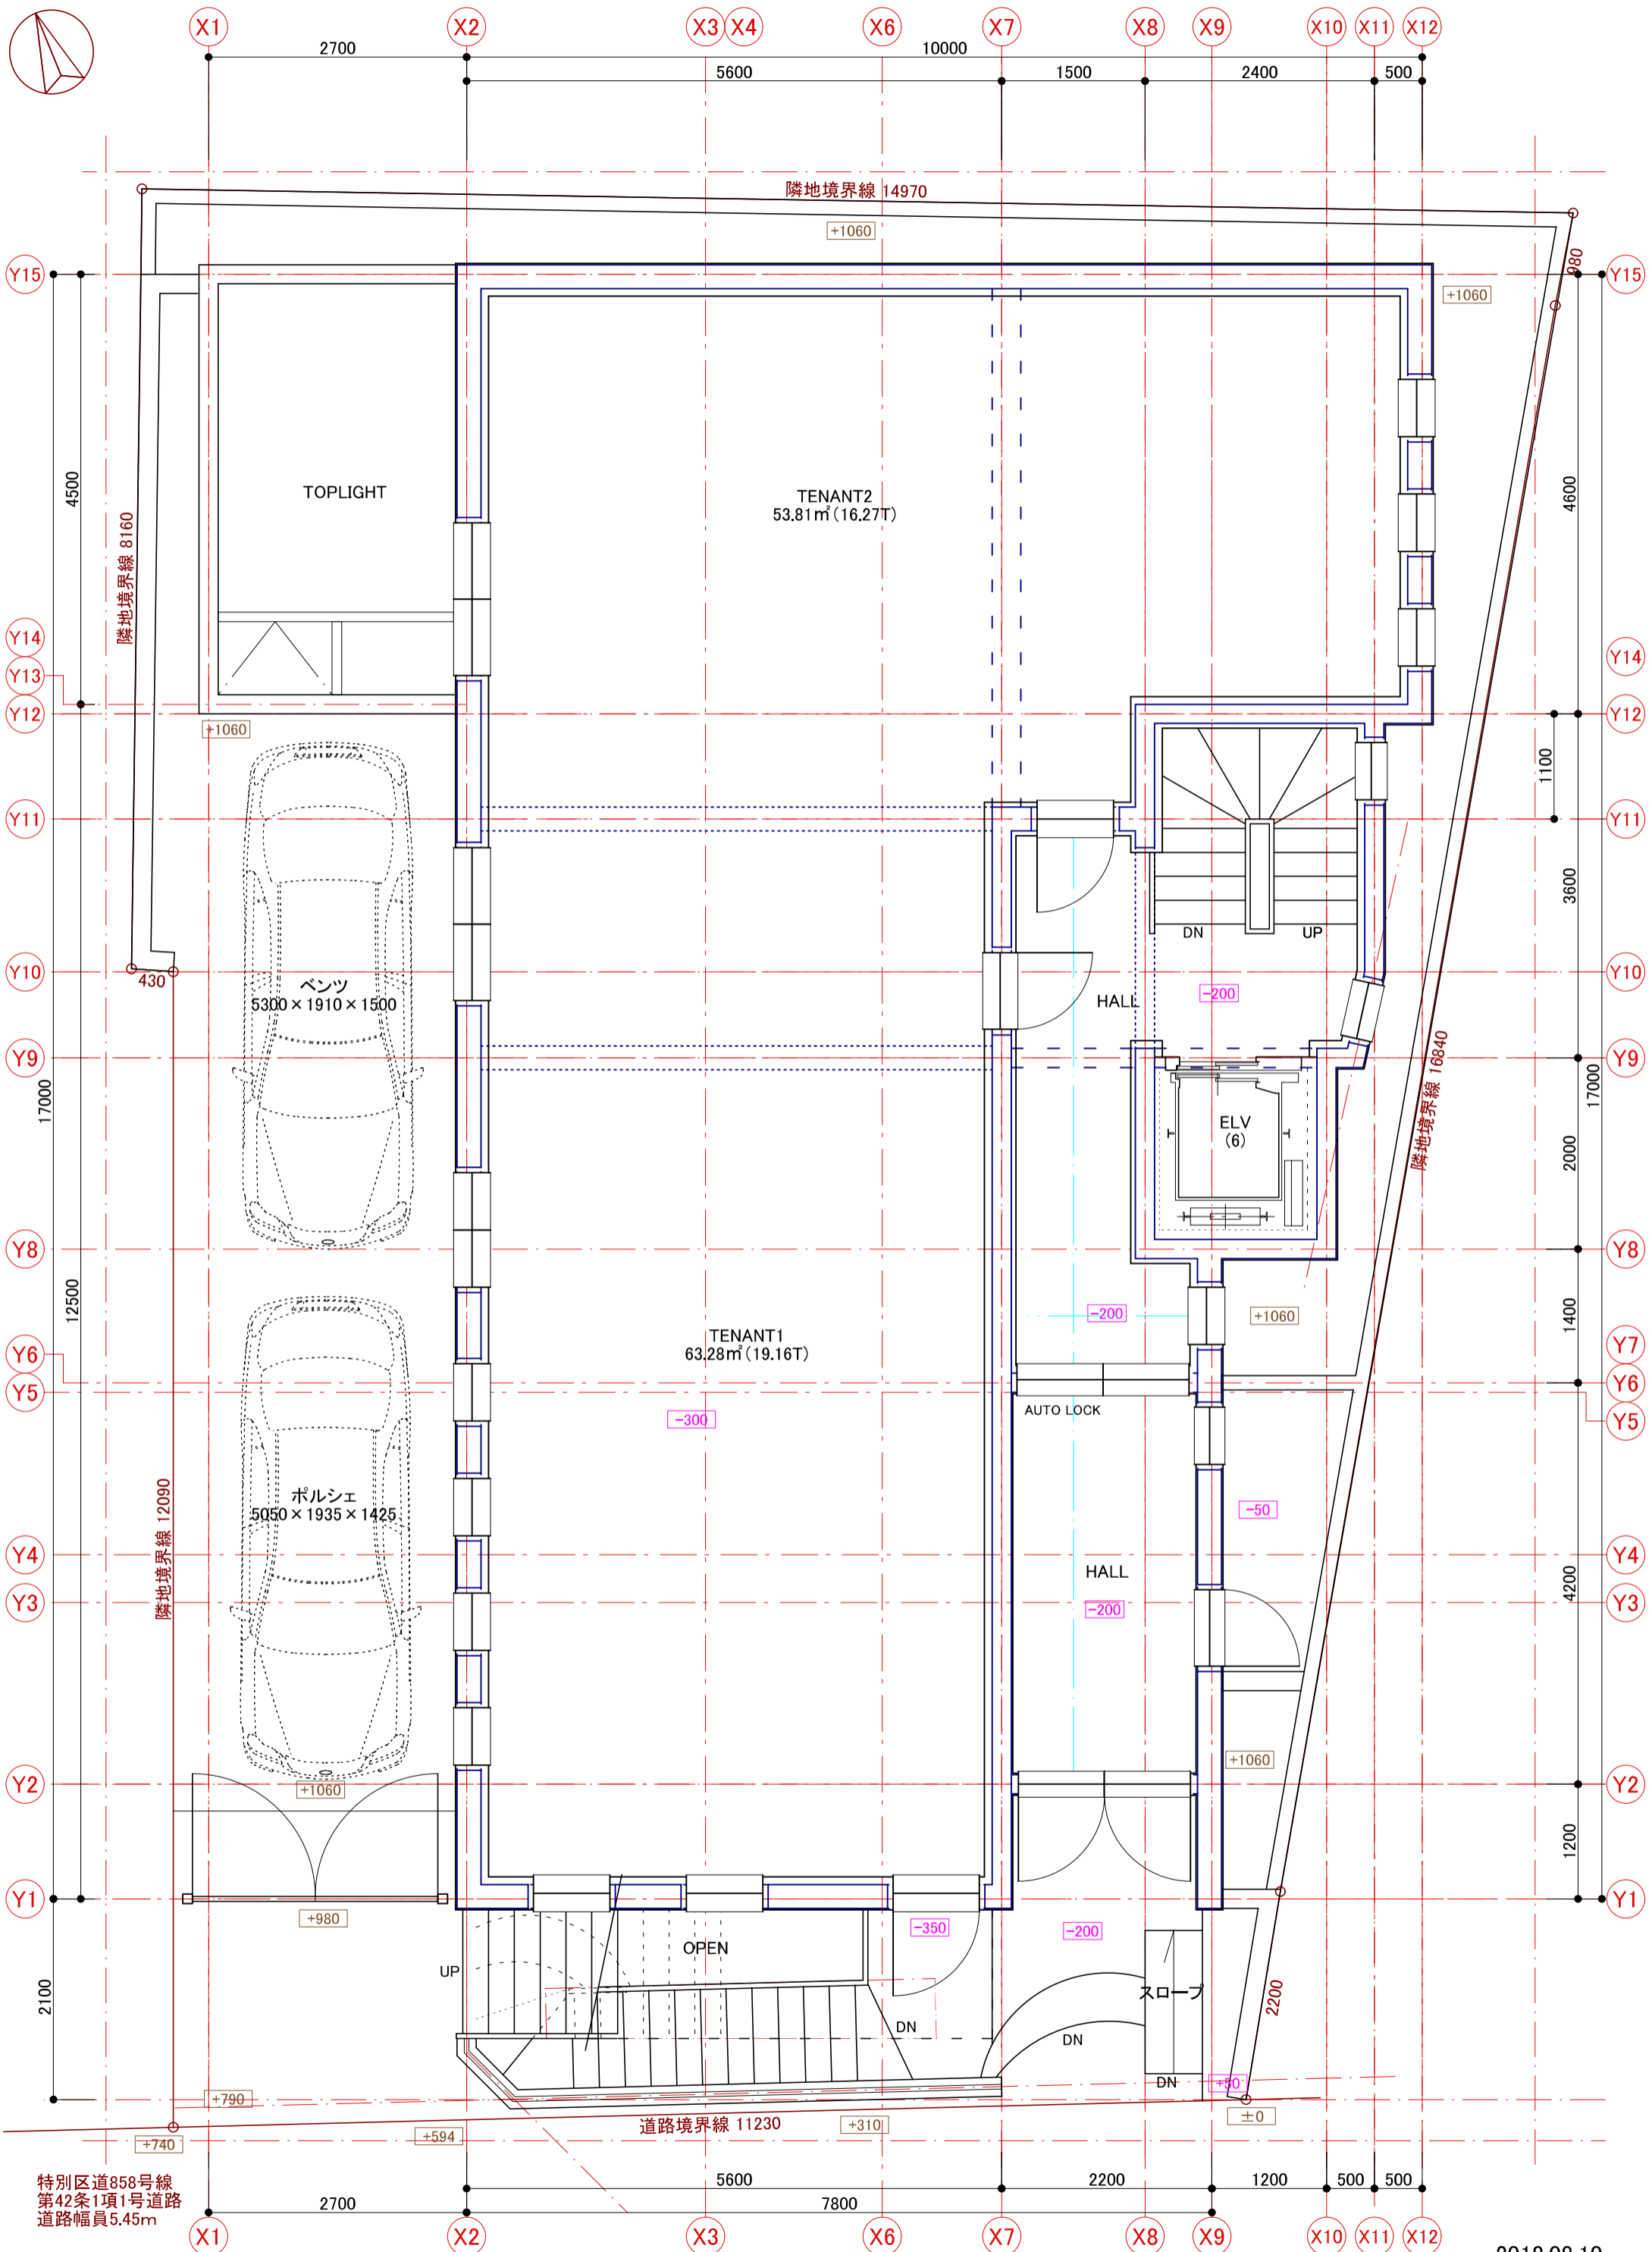 X1 X2 X3 X4 X6 X7 X8 X9 X10 X11 X12
2700 10000
5600 1500 2400 500
隣地境界線 14970
+1060
980
Y15 Y15
+1060
4500
隣地境界線 8160
TOPLIGHT
TENANT2
53.81㎡(16.27T)
4600
Y14 Y14
Y13
Y12 Y12
+1060
1100
Y11 Y11
3600
DN UP
Y10 Y10
430
ベンツ
5300×1910×1500
HALL
-200
Y9 Y9
17000 17000
隣地境界線 16840
ELV
(6)
2000
Y8 Y8
12500
-200
+1060
1400
TENANT1
63.28㎡(19.16T)
Y7
Y6 Y6
Y5 Y5
AUTO LOCK
-300
隣地境界線 12090
ポルシェ
5050×1935×1425
-50
Y4 Y4
HALL
4200
Y3 Y3
-200
+1060
Y2 Y2
+1060
1200
Y1 Y1
+980
-350
-200
OPEN
UP
2100
スロープ
2200
DN
DN
DN
+50
+790
±0
道路境界線 11230
+310
+594
+740
特別区道858号線
第42条1項1号道路
道路幅員5.45m
5600 2200 1200 500 500
2700 7800
X1 X2 X3 X6 X7 X8 X9 X10 X11 X12